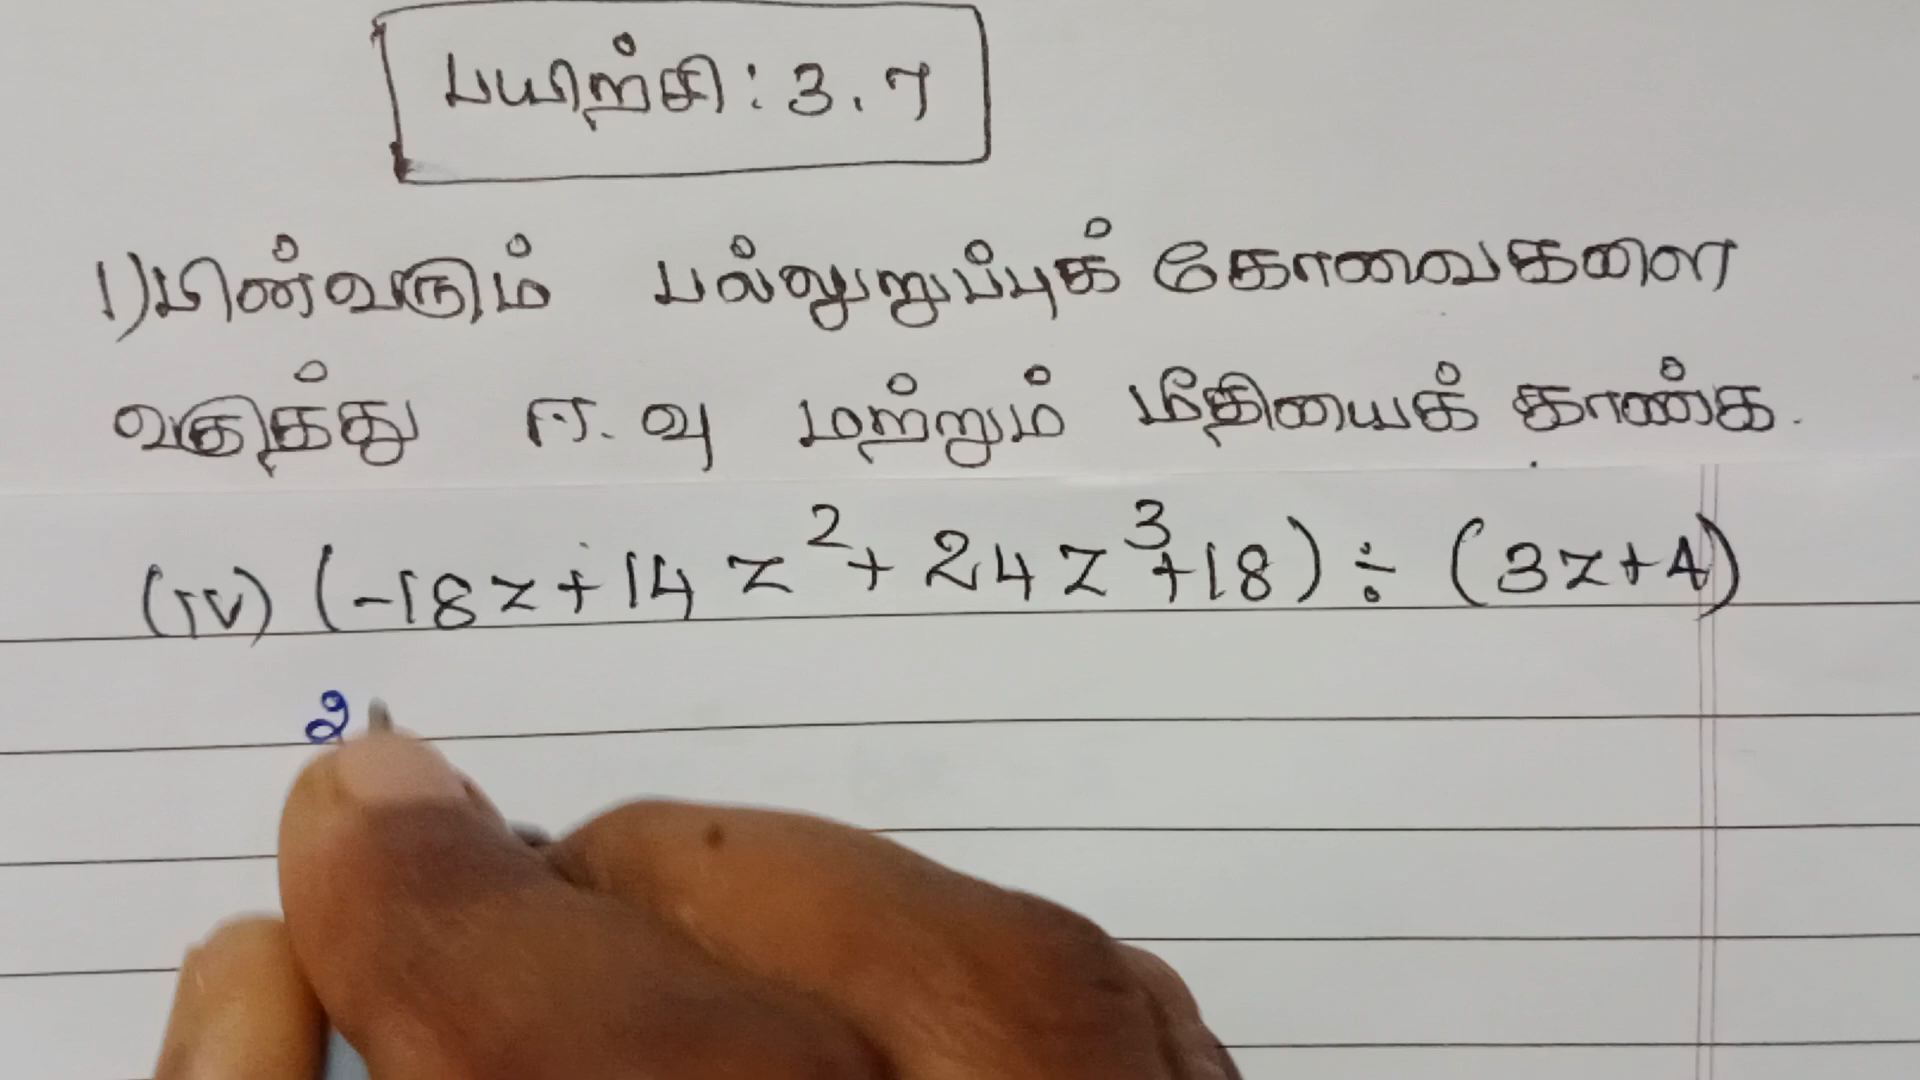 பயிற்சி: 3.7
1)பின்வரும் பல்லுறுப்புக் கோவைகளை
வகுத்து ஈ.வு மற்றும் மீதியைக் காண்க.
(iv) (-18z+14z²+24z³+18)÷(3z+4)